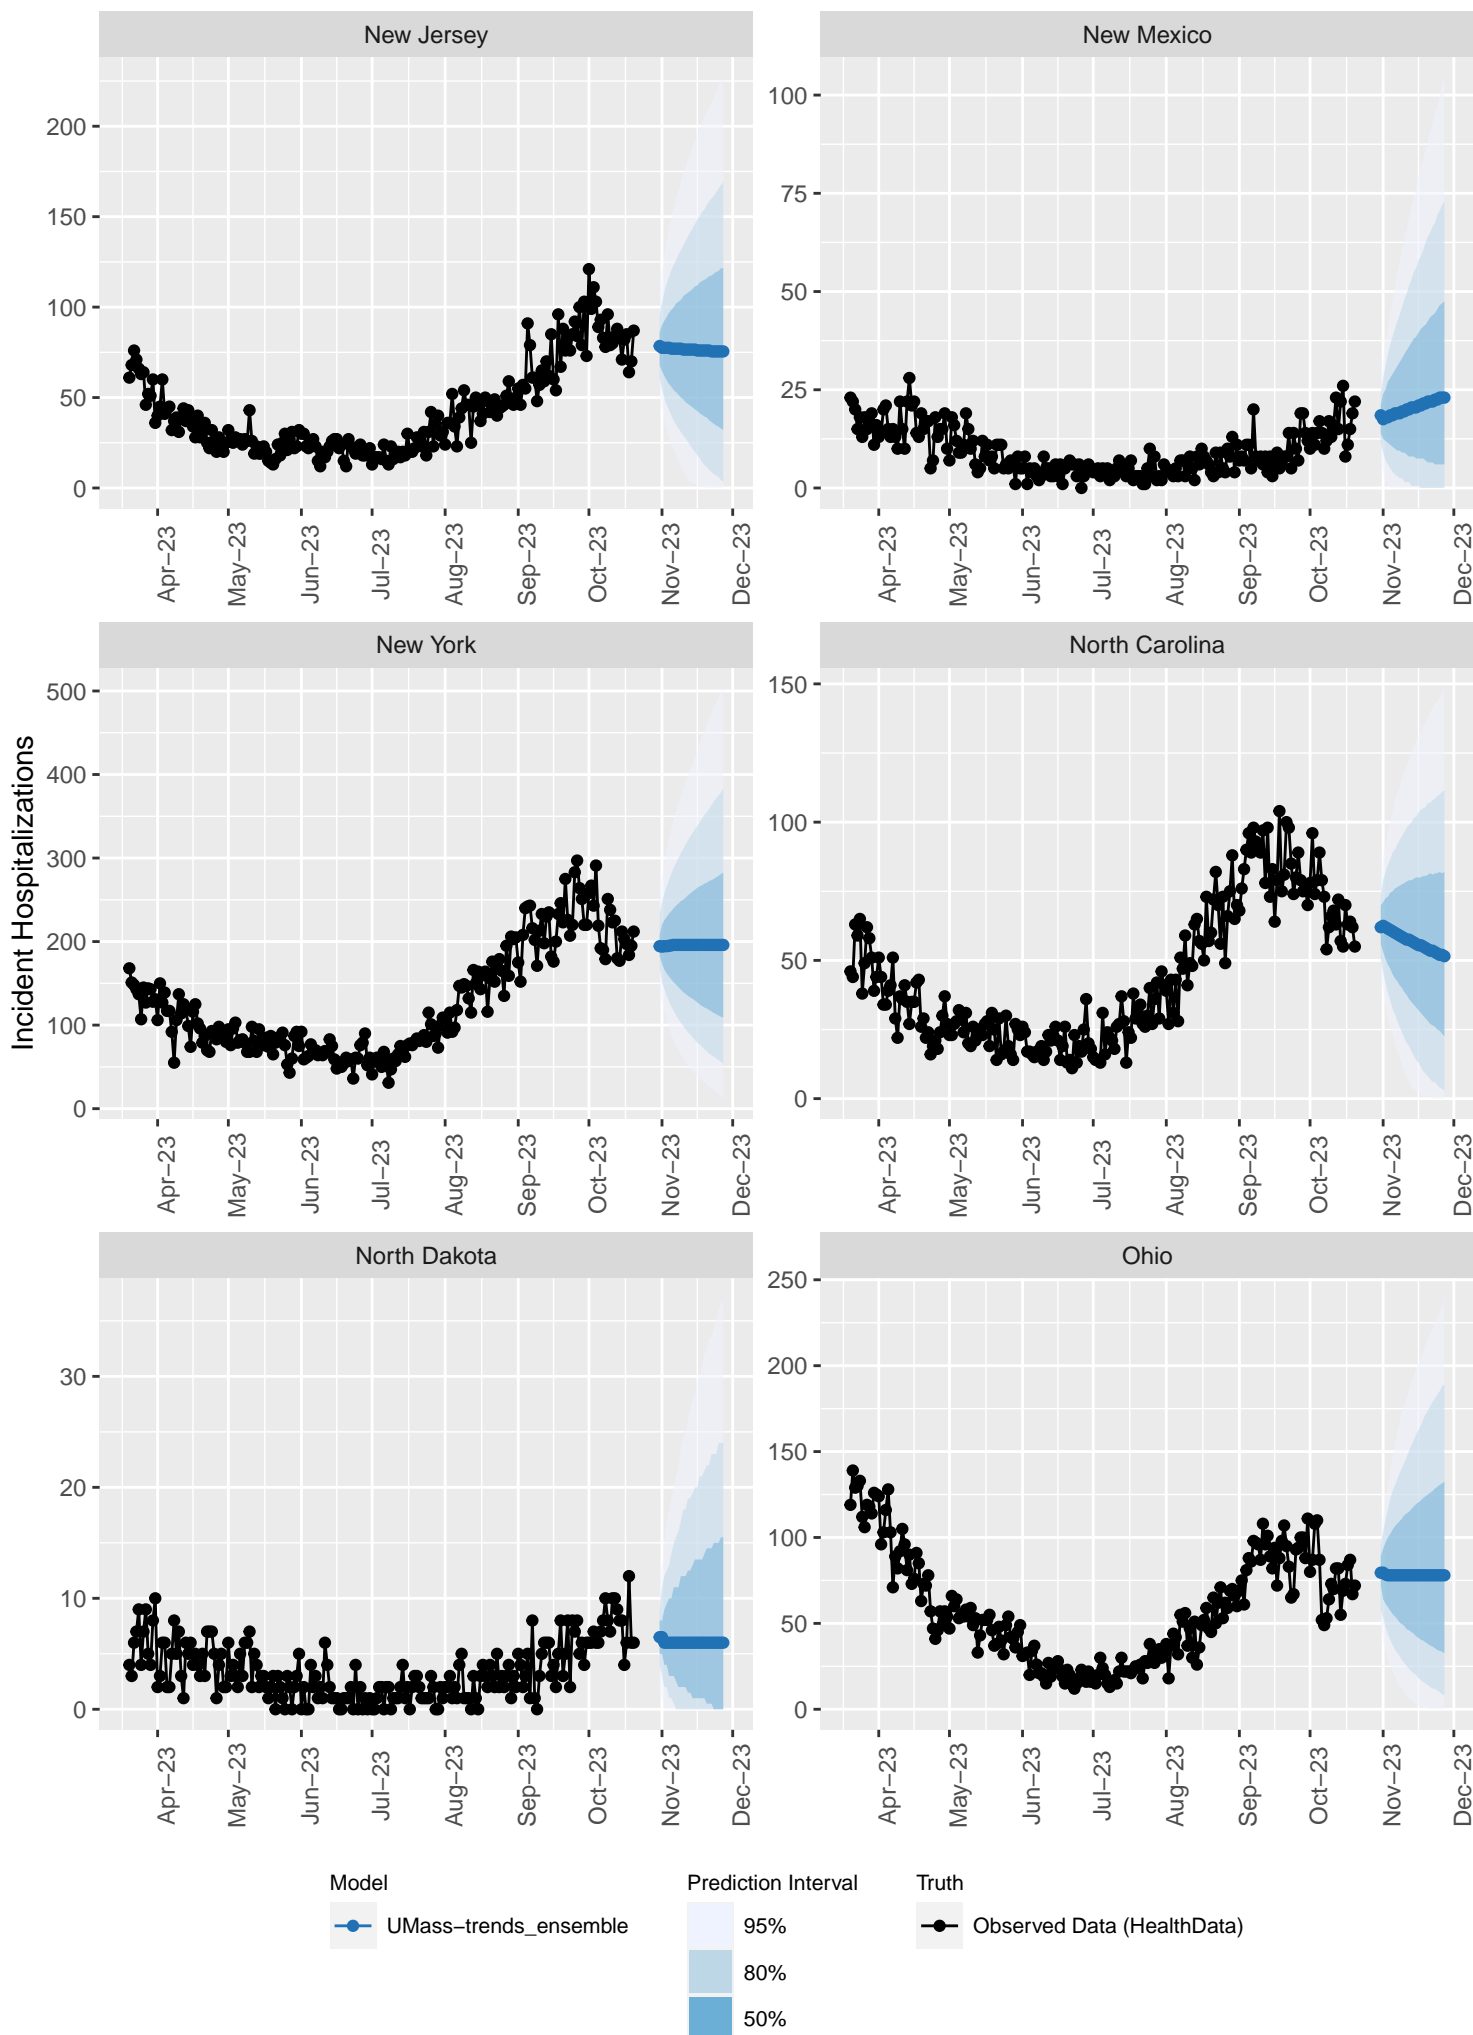 New Jersey
New Mexico
200
150
100
50
0
100
75
50
25
0
Apr−23
May−23
Jun−23
Jul−23
Aug−23
Sep−23
Oct−23
Nov−23
Dec−23
Apr−23
May−23
Jun−23
Jul−23
Aug−23
Sep−23
Oct−23
Nov−23
Dec−23
Incident Hospitalizations
New York
North Carolina
500
400
300
200
100
0
150
100
50
0
Apr−23
May−23
Jun−23
Jul−23
Aug−23
Sep−23
Oct−23
Nov−23
Dec−23
Apr−23
May−23
Jun−23
Jul−23
Aug−23
Sep−23
Oct−23
Nov−23
Dec−23
North Dakota
Ohio
30
20
10
0
250
200
150
100
50
0
Apr−23
May−23
Jun−23
Jul−23
Aug−23
Sep−23
Oct−23
Nov−23
Dec−23
Apr−23
May−23
Jun−23
Jul−23
Aug−23
Sep−23
Oct−23
Nov−23
Dec−23
Model
UMass−trends_ensemble
Prediction Interval
95%
80%
50%
Truth
Observed Data (HealthData)